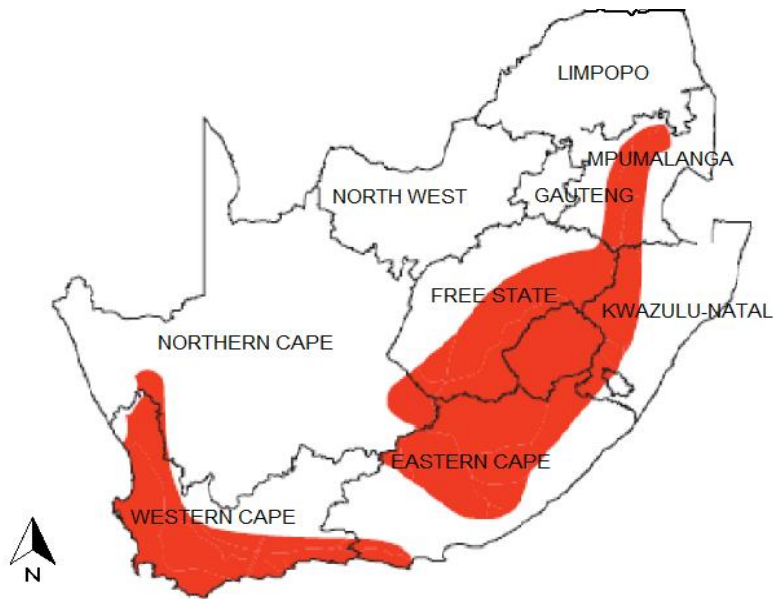 LIMPOPO
MPUMALANGA
NORTH WEST
GAUTENG
FREE STATE
KWAZULU-NATAL
NORTHERN CAPE
EASTERN CAPE
WESTERN CAPE
N